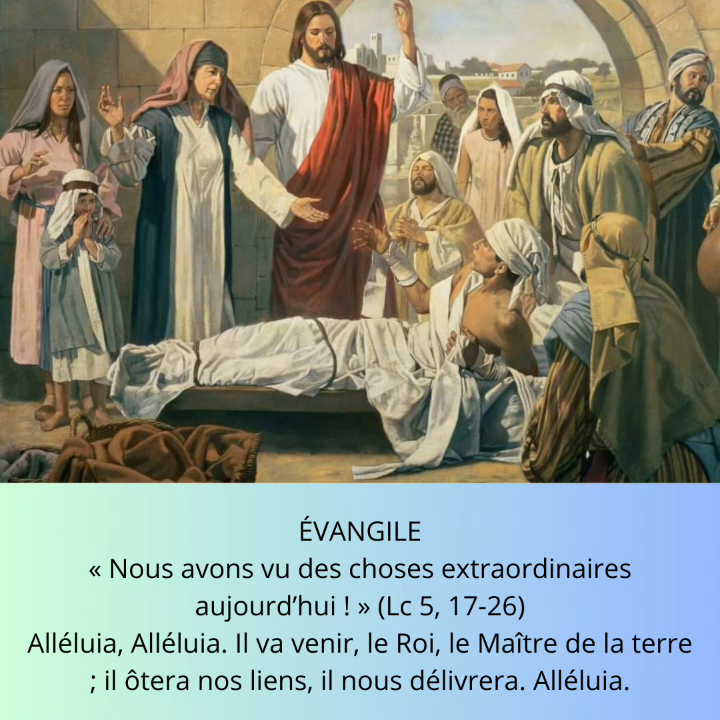 ÉVANGILE
« Nous avons vu des choses extraordinaires
aujourd’hui ! » (Lc 5, 17-26)
Alléluia, Alléluia. Il va venir, le Roi, le Maître de la terre
; il ôtera nos liens, il nous délivrera. Alléluia.